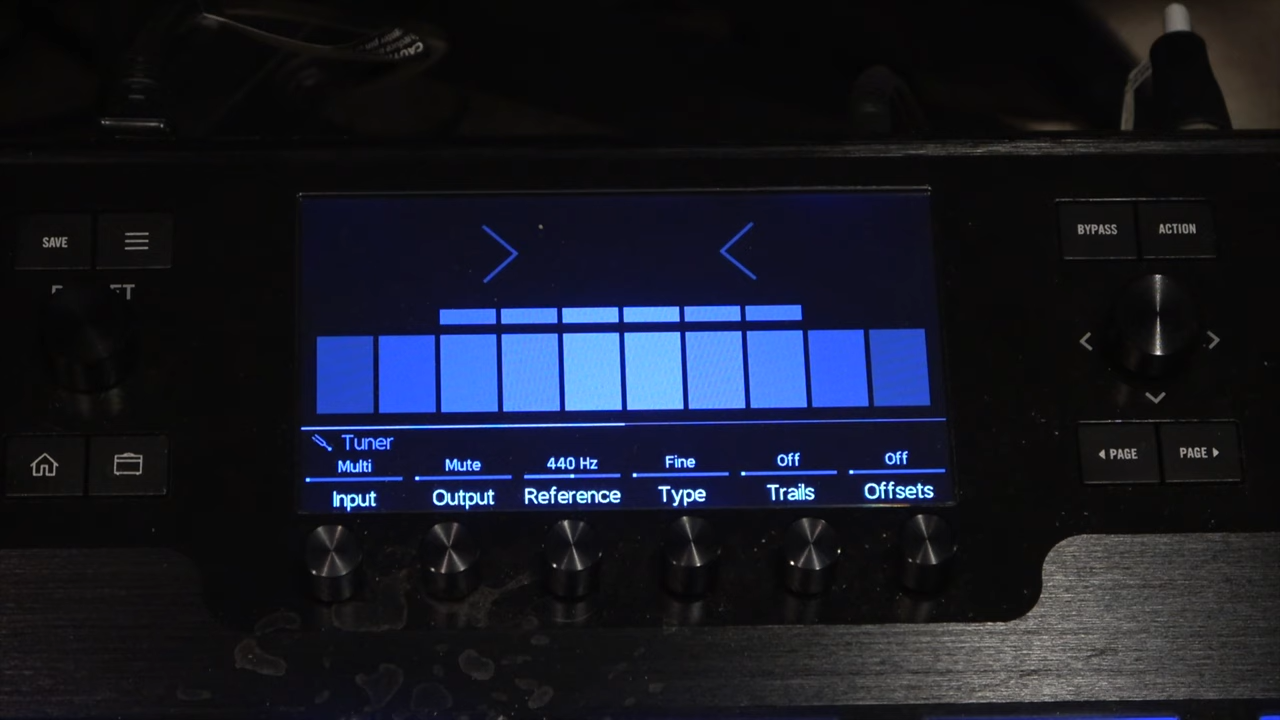 CAUTION
SAVE
BYPASS
ACTION
Tuner
Multi
Mute
440 Hz
Fine
Off
Off
Input
Output
Reference
Type
Trails
Offsets
PAGE
PAGE